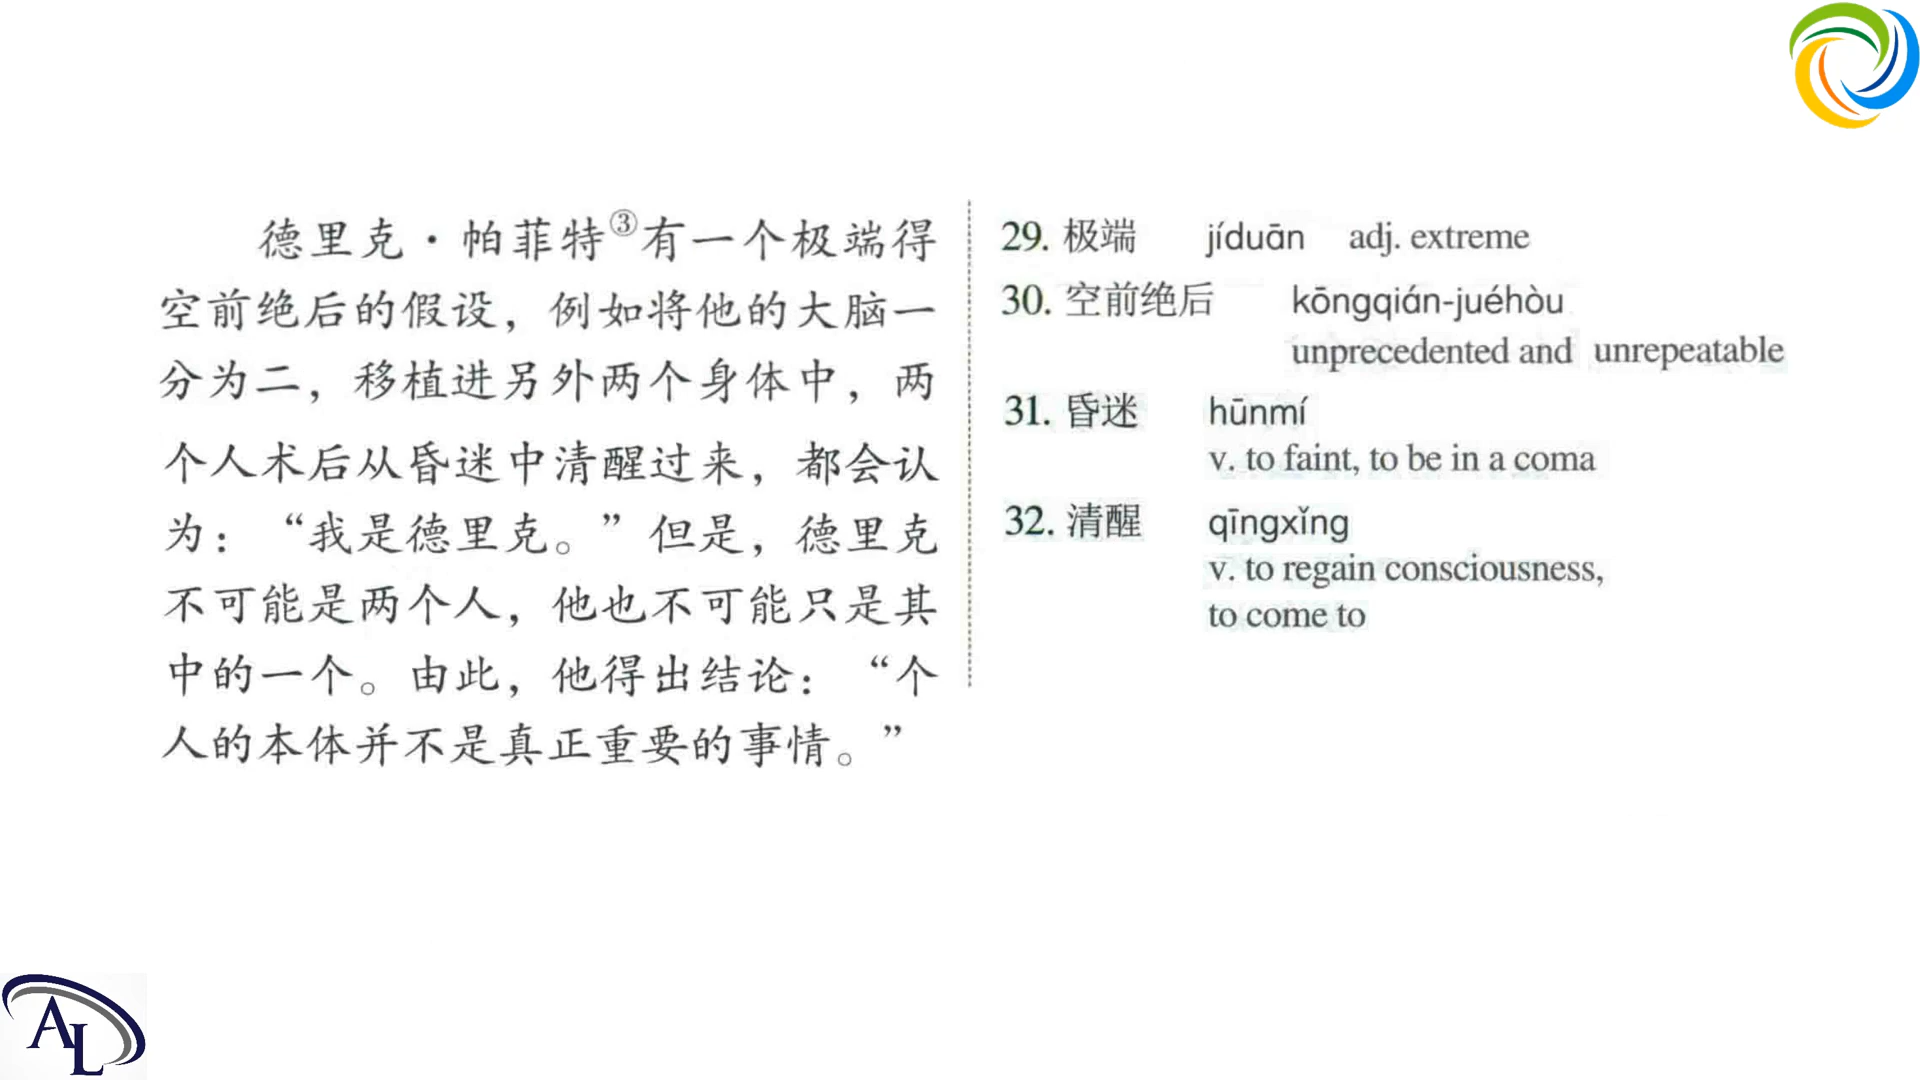 德里克·帕菲特③有一个极端得
空前绝后的假设，例如将他的大脑一
分为二，移植进另外两个身体中，两
个人术后从昏迷中清醒过来，都会认
为：“我是德里克。”但是，德里克
不可能是两个人，他也不可能只是其
中的一个。由此，他得出结论：“个
人的本体并不是真正重要的事情。”
29. 极端 jíduān adj. extreme
30. 空前绝后 kōngqián-juéhòu
unprecedented and unrepeatable
31. 昏迷 hūnmí
v. to faint, to be in a coma
32. 清醒 qīngxǐng
v. to regain consciousness,
to come to
AL